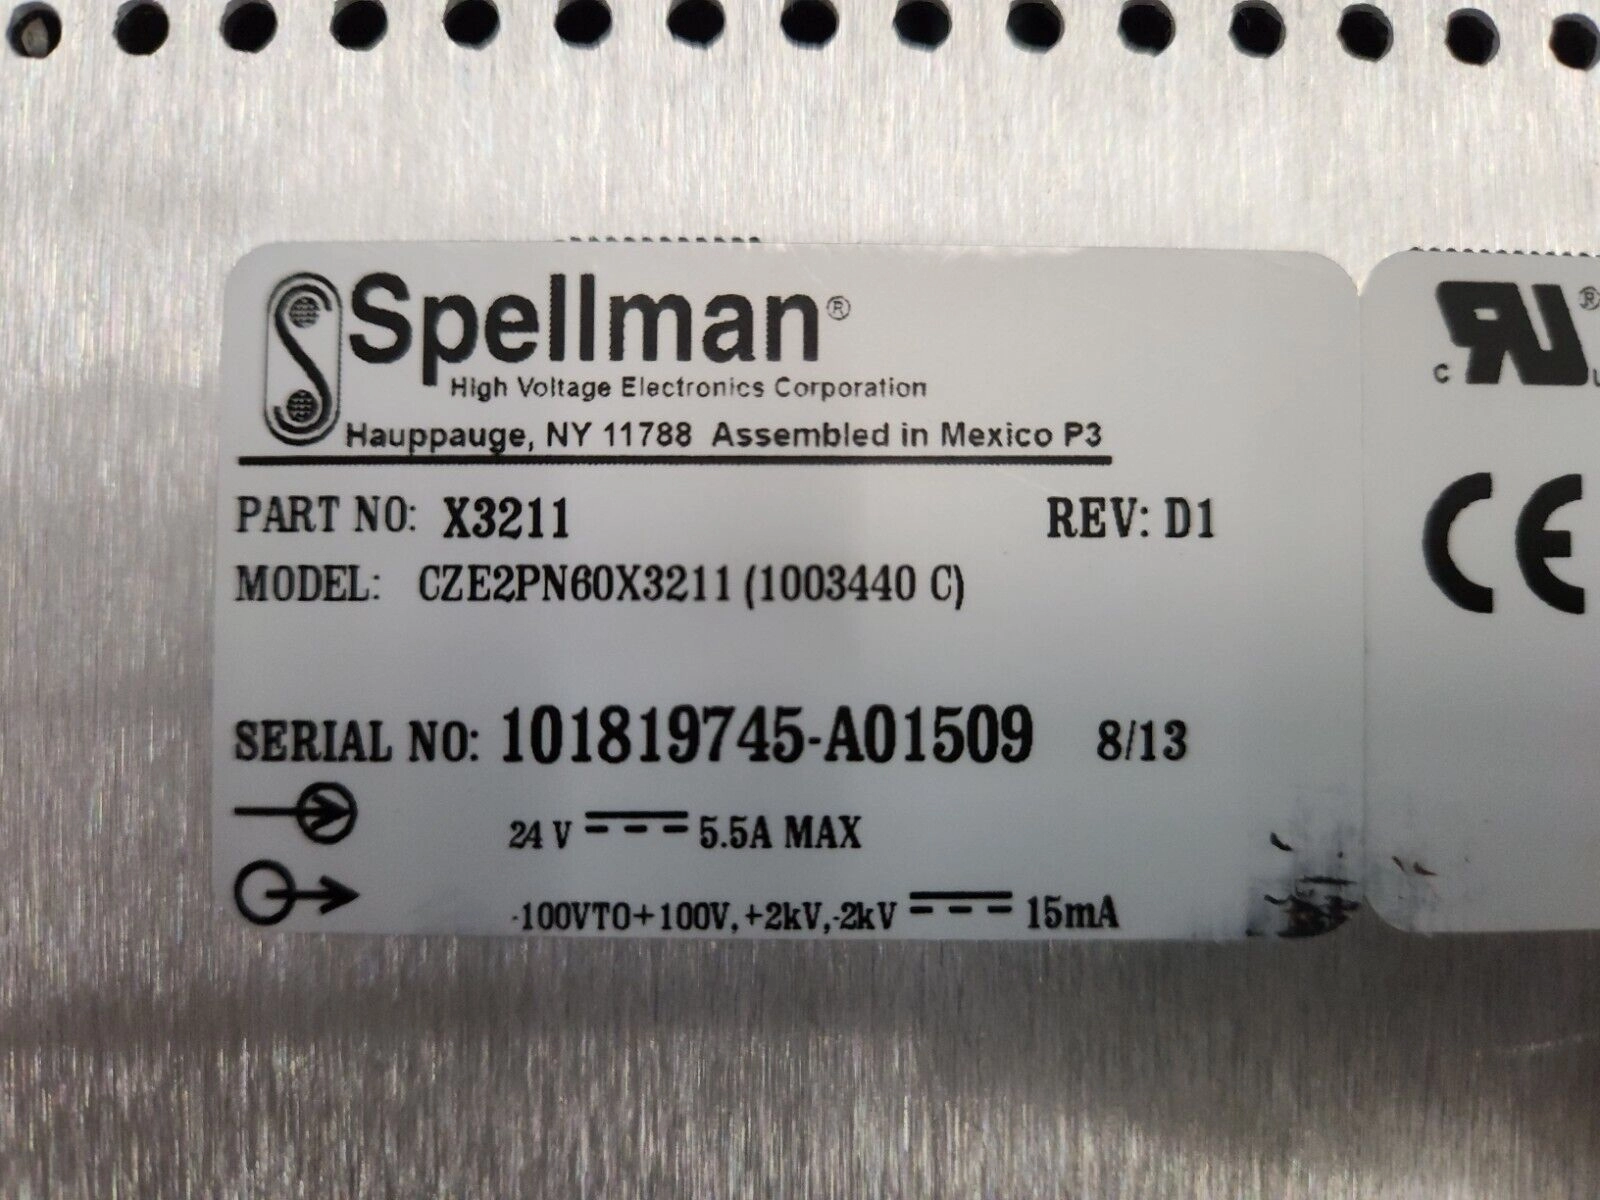 Spellman®
High Voltage Electronics Corporation
Hauppauge, NY 11788 Assembled in Mexico P3
PART NO: X3211 REV: D1
MODEL: CZE2PN60X3211 (1003440 C)
SERIAL NO: 101819745-A01509 8/13
24 V 5.5A MAX
-100VTO+100V, +2kV,-2kV 15mA
c RU ® U
CE